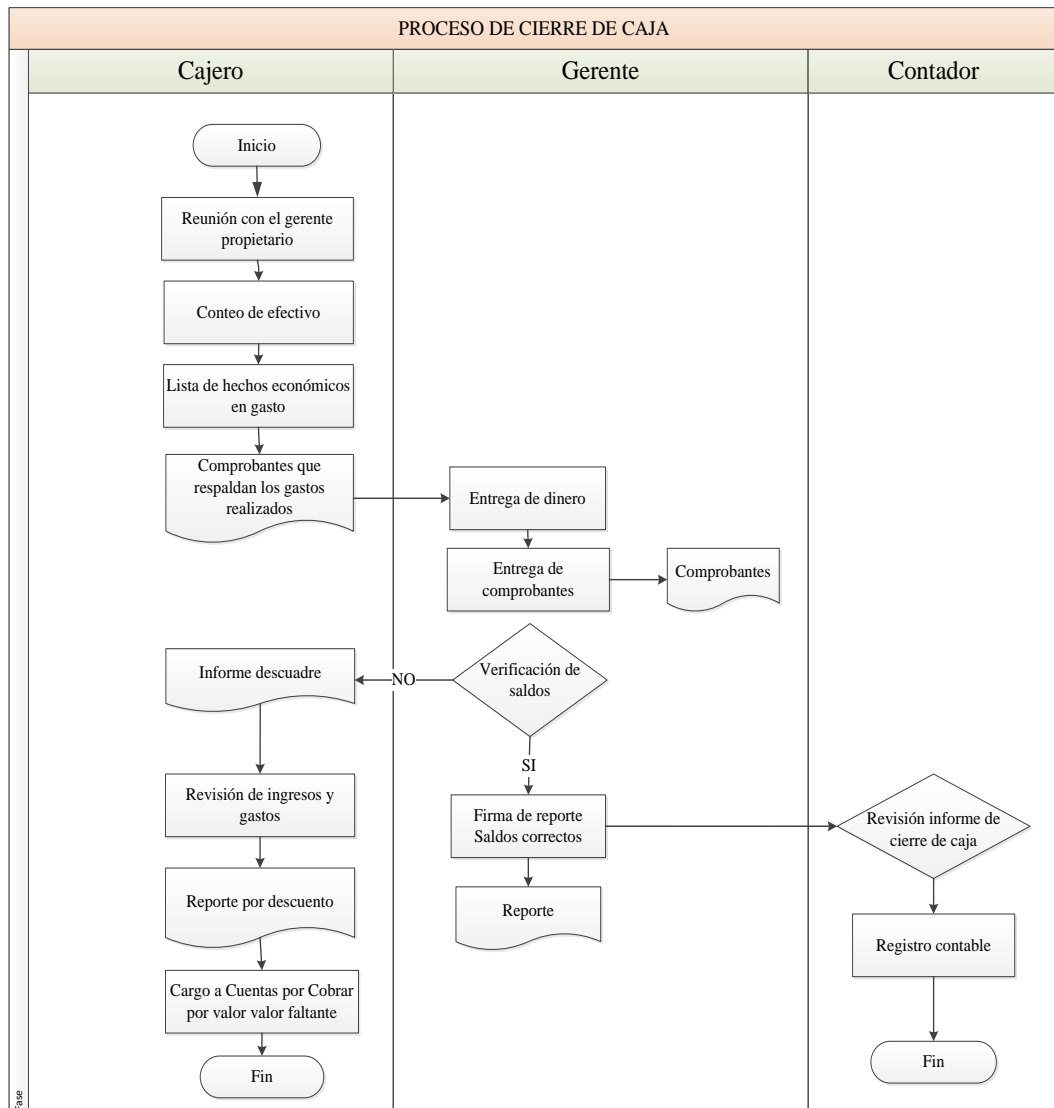 PROCESO DE CIERRE DE CAJA
Cajero
Gerente
Contador
Inicio
Reunión con el gerente
propietario
Conteo de efectivo
Lista de hechos económicos
en gasto
Comprobantes que
respaldan los gastos
realizados
Entrega de dinero
Entrega de
comprobantes
Comprobantes
Verificación de
saldos
NO
Informe descuadre
SI
Revisión de ingresos y
gastos
Firma de reporte
Saldos correctos
Revisión informe de
cierre de caja
Reporte por descuento
Reporte
Registro contable
Cargo a Cuentas por Cobrar
por valor valor faltante
Fin
Fin
Fase